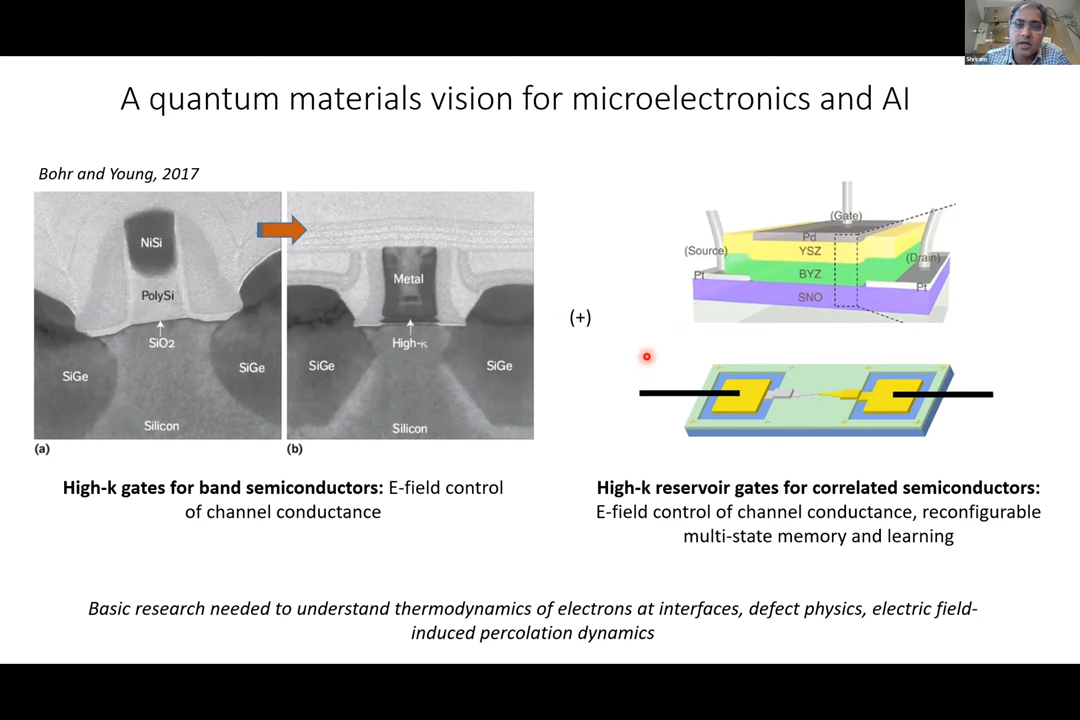 Shriram
A quantum materials vision for microelectronics and AI
Bohr and Young, 2017
NiSi
PolySi
SiO2
SiGe
SiGe
Silicon
(a)
Metal
High-κ
SiGe
SiGe
Silicon
(b)
(+)
(Gate)
Pd
(Source)
YSZ
(Drain)
Pt
BYZ
Pt
SNO
High-k gates for band semiconductors: E-field control
of channel conductance
High-k reservoir gates for correlated semiconductors:
E-field control of channel conductance, reconfigurable
multi-state memory and learning
Basic research needed to understand thermodynamics of electrons at interfaces, defect physics, electric field-
induced percolation dynamics